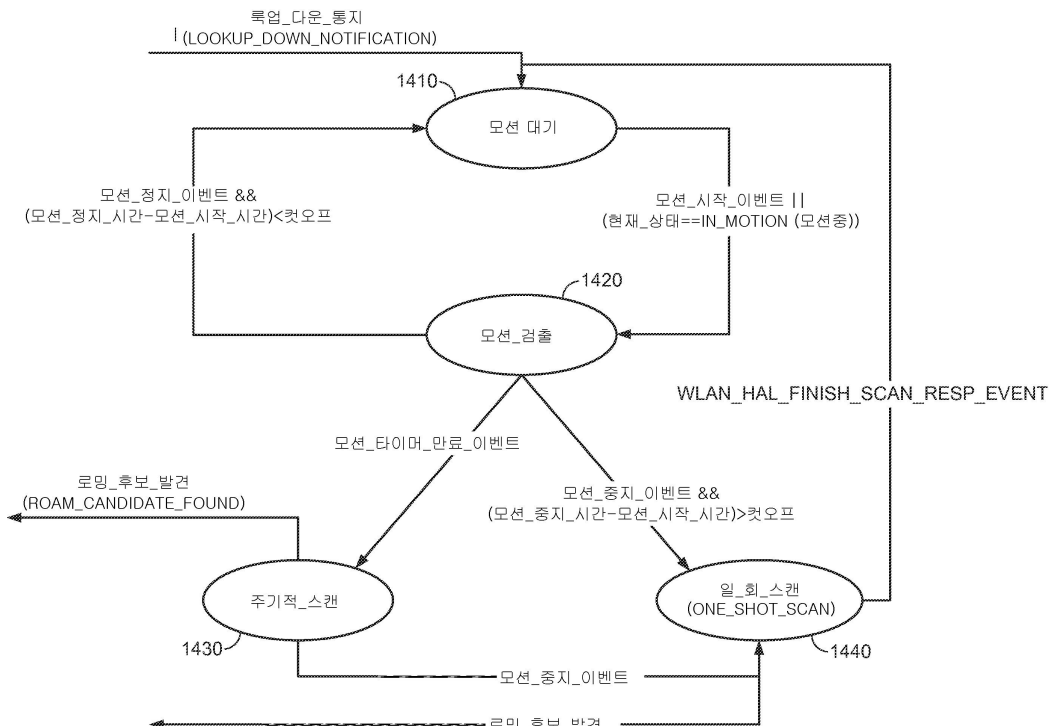 룩업_다운_통지
(LOOKUP_DOWN_NOTIFICATION)
1410
모션 대기
모션_정지_이벤트 &&
(모션_정지_시간-모션_시작_시간)<컷오프
모션_시작_이벤트 ||
(현재_상태==IN_MOTION (모션중))
1420
모션_검출
WLAN_HAL_FINISH_SCAN_RESP_EVENT
모션_타이머_만료_이벤트
로밍_후보_발견
(ROAM_CANDIDATE_FOUND)
모션_중지_이벤트 &&
(모션_중지_시간-모션_시작_시간)>컷오프
주기적_스캔
일_회_스캔
(ONE_SHOT_SCAN)
1430
1440
모션_중지_이벤트
로밍_후보_발견